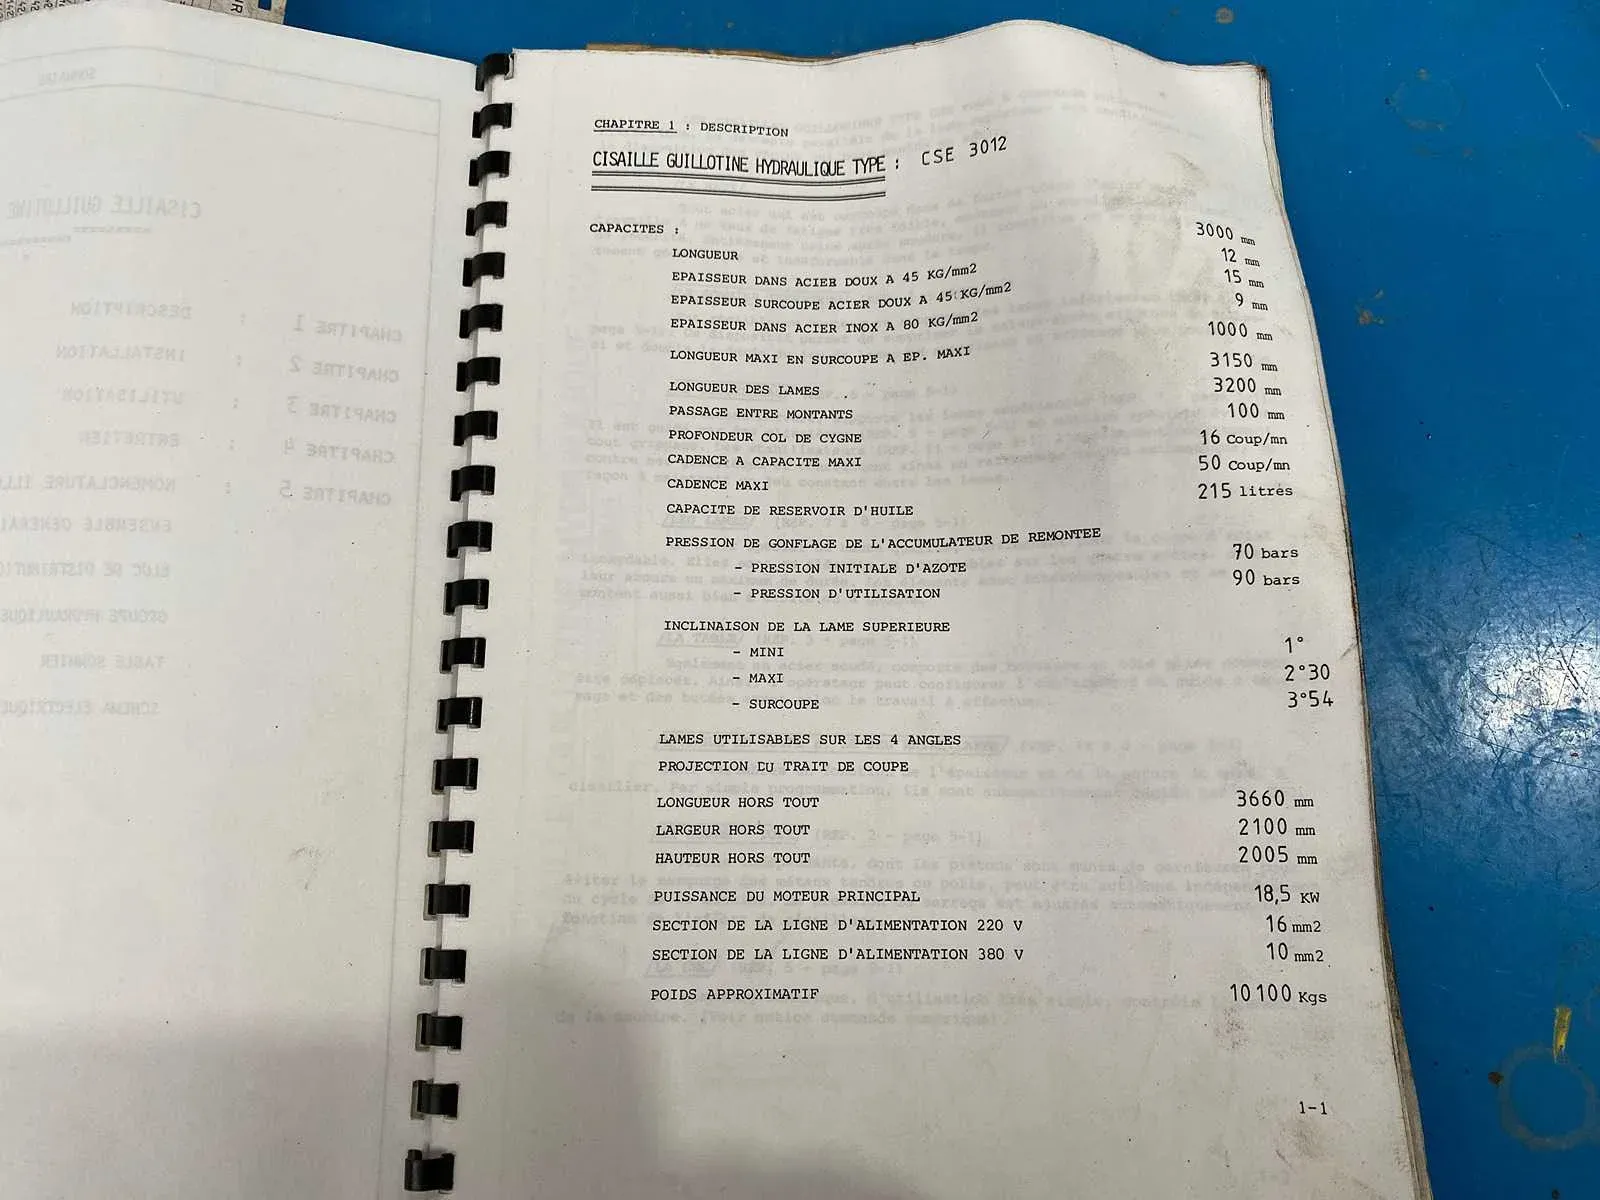 CHAPITRE 1 : DESCRIPTION
CISAILLE GUILLOTINE HYDRAULIQUE TYPE : CSE 3012
CAPACITES :
LONGUEUR 3000 mm
EPAISSEUR DANS ACIER DOUX A 45 KG/mm2 12 mm
EPAISSEUR SURCOUPE ACIER DOUX A 45 KG/mm2 15 mm
EPAISSEUR DANS ACIER INOX A 80 KG/mm2 9 mm
LONGUEUR MAXI EN SURCOUPE A EP. MAXI 1000 mm
LONGUEUR DES LAMES 3150 mm
PASSAGE ENTRE MONTANTS 3200 mm
PROFONDEUR COL DE CYGNE 100 mm
CADENCE A CAPACITE MAXI 16 Coup/mn
CADENCE MAXI 50 Coup/mn
CAPACITE DE RESERVOIR D'HUILE 215 litres
PRESSION DE GONFLAGE DE L'ACCUMULATEUR DE REMONTEE
- PRESSION INITIALE D'AZOTE 70 bars
- PRESSION D'UTILISATION 90 bars
INCLINAISON DE LA LAME SUPERIEURE
- MINI 1°
- MAXI 2°30
- SURCOUPE 3°54
LAMES UTILISABLES SUR LES 4 ANGLES
PROJECTION DU TRAIT DE COUPE
LONGUEUR HORS TOUT 3660 mm
LARGEUR HORS TOUT 2100 mm
HAUTEUR HORS TOUT 2005 mm
PUISSANCE DU MOTEUR PRINCIPAL 18,5 KW
SECTION DE LA LIGNE D'ALIMENTATION 220 V 16 mm2
SECTION DE LA LIGNE D'ALIMENTATION 380 V 10 mm2
POIDS APPROXIMATIF 10 100 Kgs
1-1